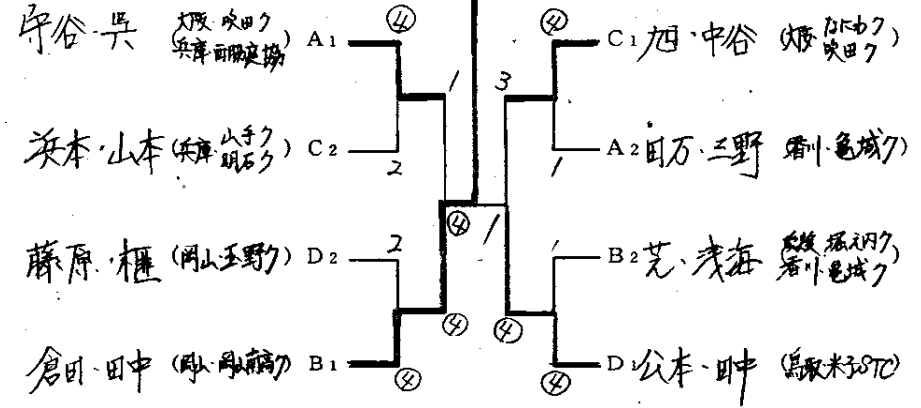 守谷・呉 (大阪・吹田ク
兵庫・西脇庭協) A1 ④
浜本・山本 (兵庫・山手ク
明石ク) C2 2
1
藤原・榧 (岡山・玉野ク) D2 2
倉田・田中 (岡山・岡山南高ク) B1 ④
④
④ 1
④ C1 旭・中谷 (大阪・なにわク
吹田ク)
1 A2 田万・三野 (香川・亀城ク)
3
1 B2 芝・浅海 (堀之内ク
香川・亀城ク)
④ D1 公本・田中 (鳥取・米子STC)
④